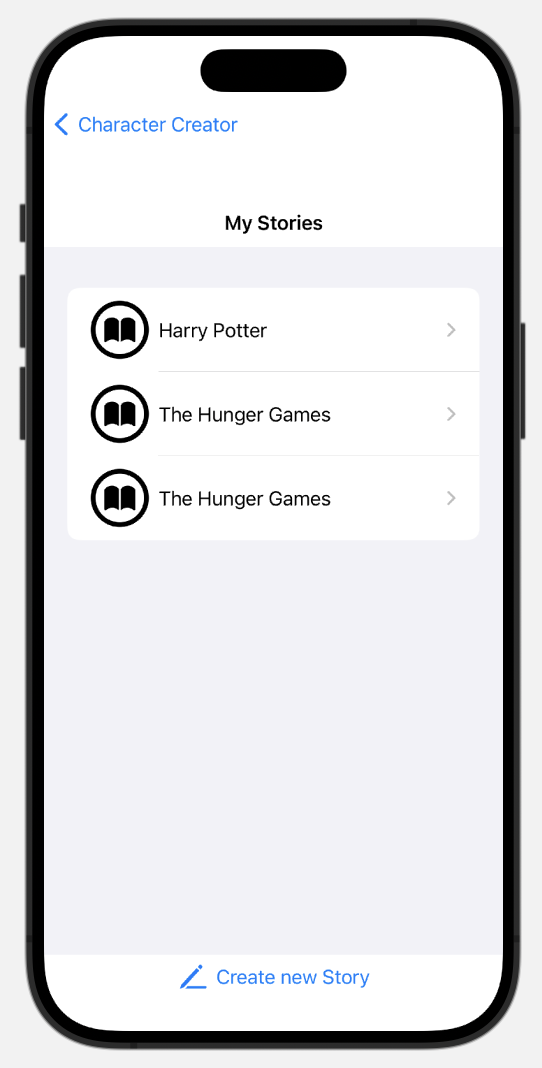 Character Creator
My Stories
Harry Potter
The Hunger Games
The Hunger Games
Create new Story